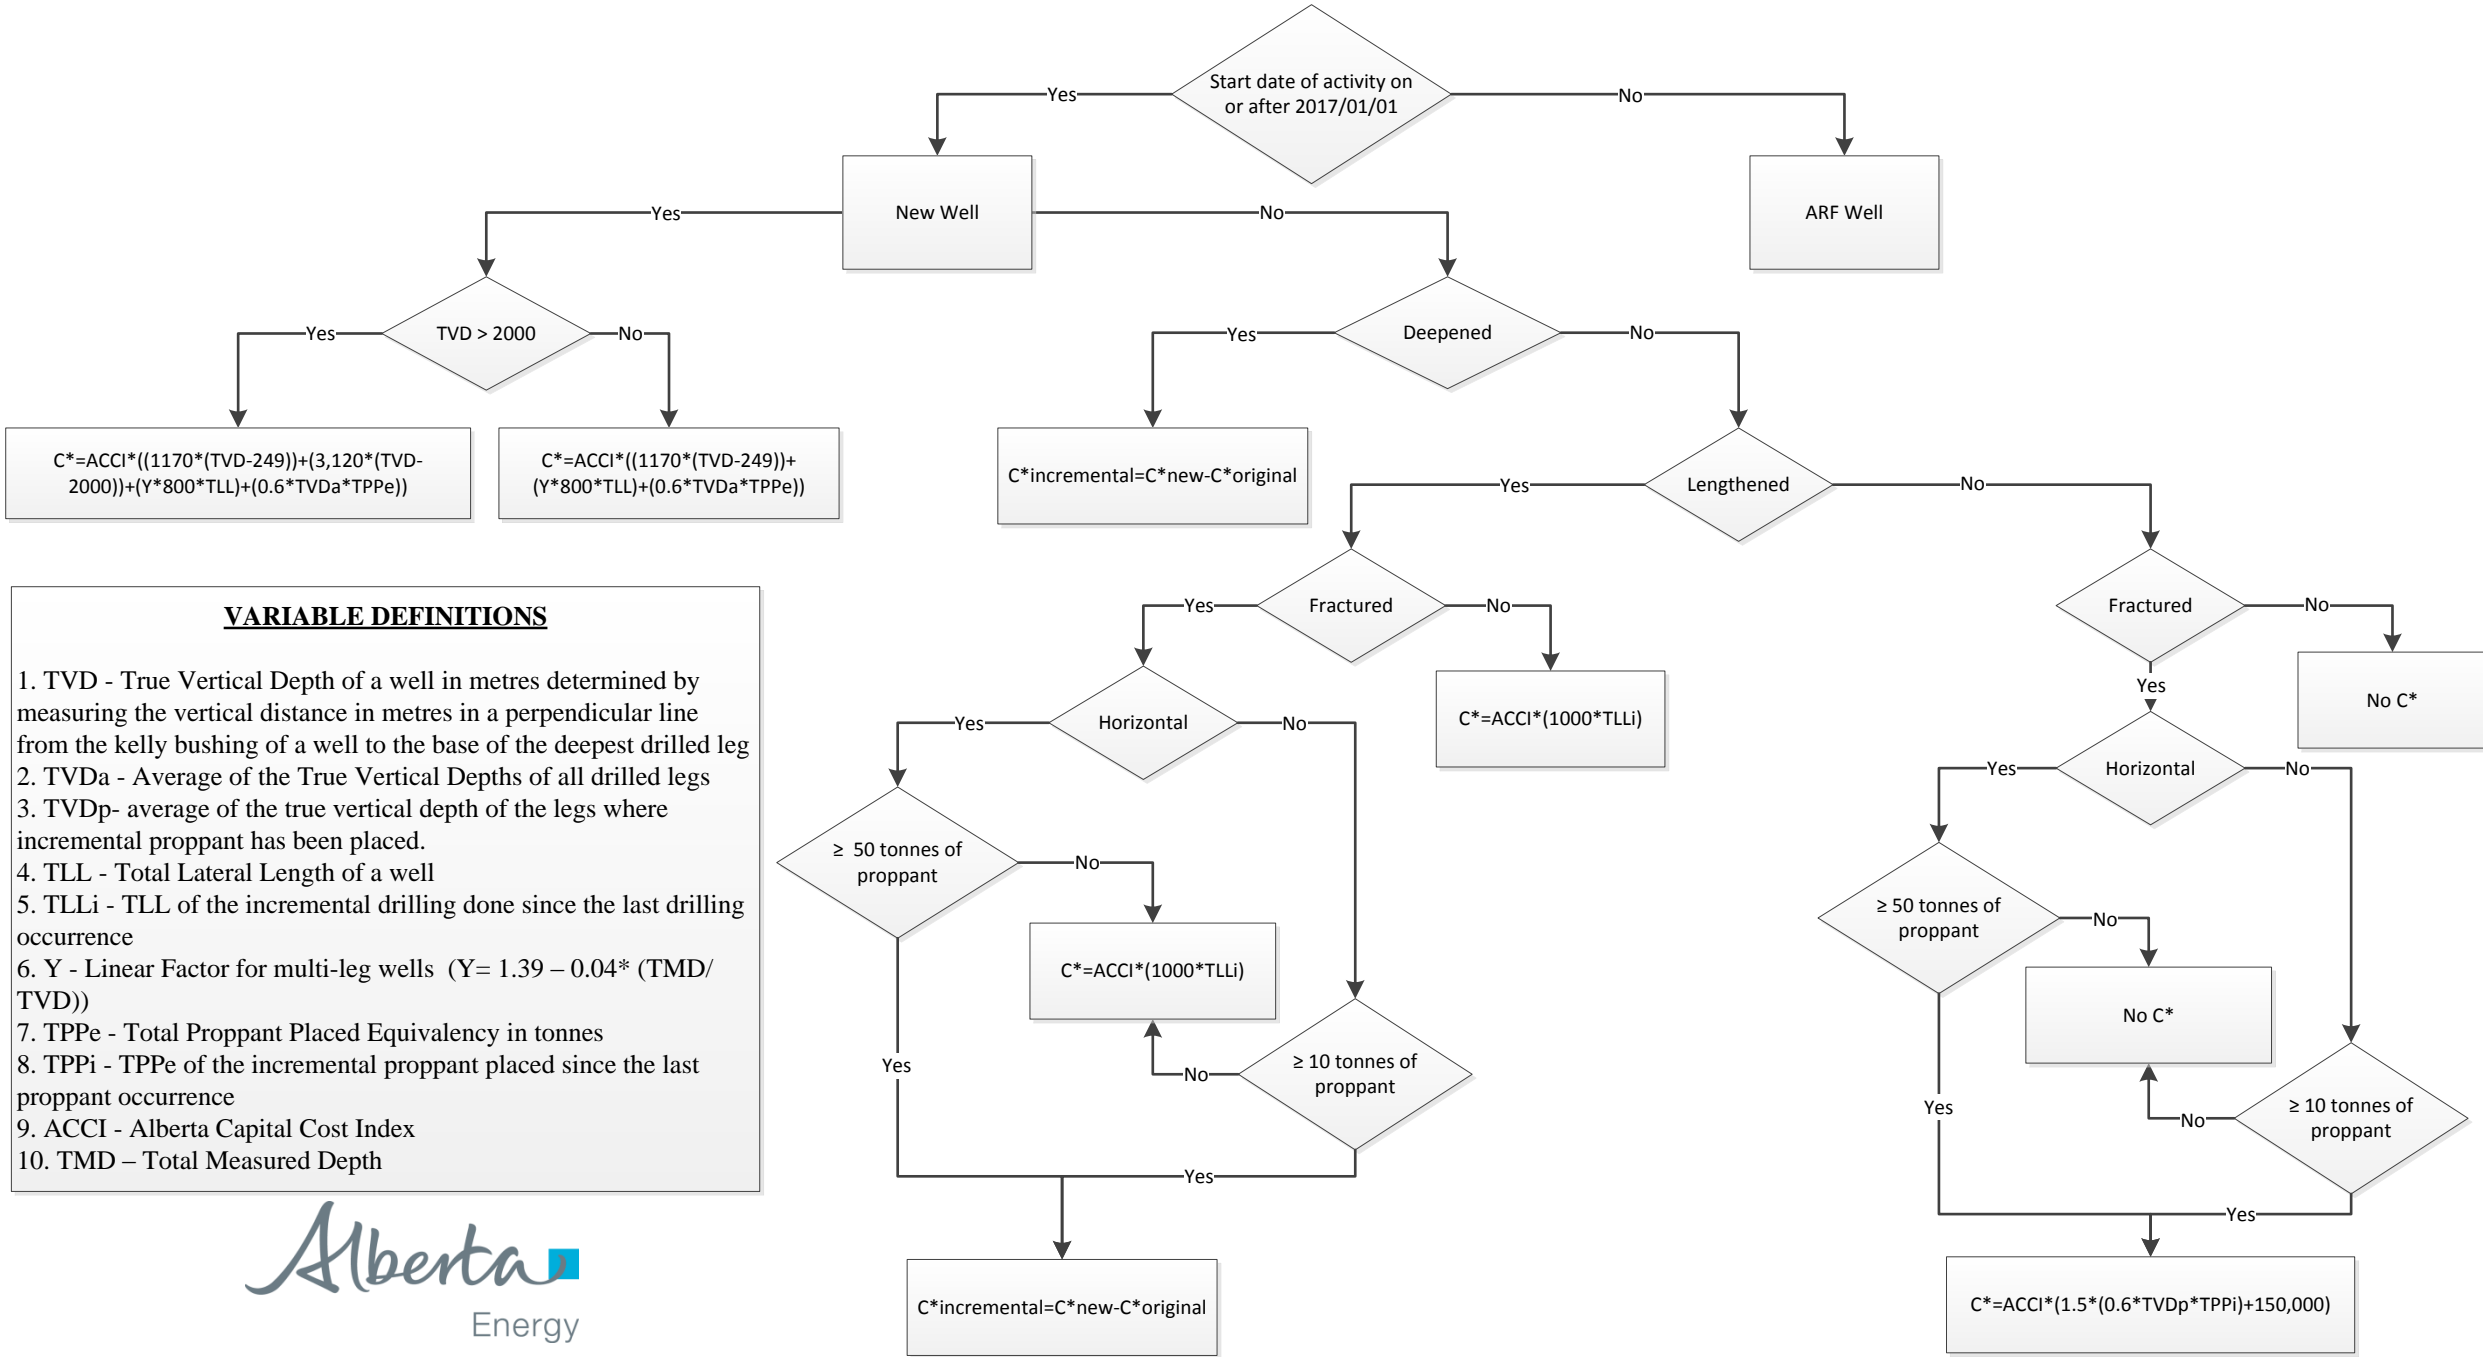 Start date of activity on
or after 2017/01/01
Yes
No
New Well
ARF Well
Yes
No
TVD > 2000
Yes
No
C*=ACCI*((1170*(TVD-249))+(3,120*(TVD-
2000))+(Y*800*TLL)+(0.6*TVDa*TPPe))
C*=ACCI*((1170*(TVD-249))+
(Y*800*TLL)+(0.6*TVDa*TPPe))
Deepened
Yes
No
C*incremental=C*new-C*original
Lengthened
Yes
No
Fractured
Yes
No
C*=ACCI*(1000*TLLi)
Horizontal
Yes
No
≥ 50 tonnes of
proppant
No
Yes
C*=ACCI*(1000*TLLi)
≥ 10 tonnes of
proppant
No
Yes
C*incremental=C*new-C*original
Fractured
No
Yes
No C*
Horizontal
Yes
No
≥ 50 tonnes of
proppant
No
Yes
No C*
≥ 10 tonnes of
proppant
No
Yes
C*=ACCI*(1.5*(0.6*TVDp*TPPi)+150,000)
VARIABLE DEFINITIONS
1. TVD - True Vertical Depth of a well in metres determined by
measuring the vertical distance in metres in a perpendicular line
from the kelly bushing of a well to the base of the deepest drilled leg
2. TVDa - Average of the True Vertical Depths of all drilled legs
3. TVDp- average of the true vertical depth of the legs where
incremental proppant has been placed.
4. TLL - Total Lateral Length of a well
5. TLLi - TLL of the incremental drilling done since the last drilling
occurrence
6. Y - Linear Factor for multi-leg wells (Y= 1.39 – 0.04* (TMD/
TVD))
7. TPPe - Total Proppant Placed Equivalency in tonnes
8. TPPi - TPPe of the incremental proppant placed since the last
proppant occurrence
9. ACCI - Alberta Capital Cost Index
10. TMD – Total Measured Depth
Alberta
Energy